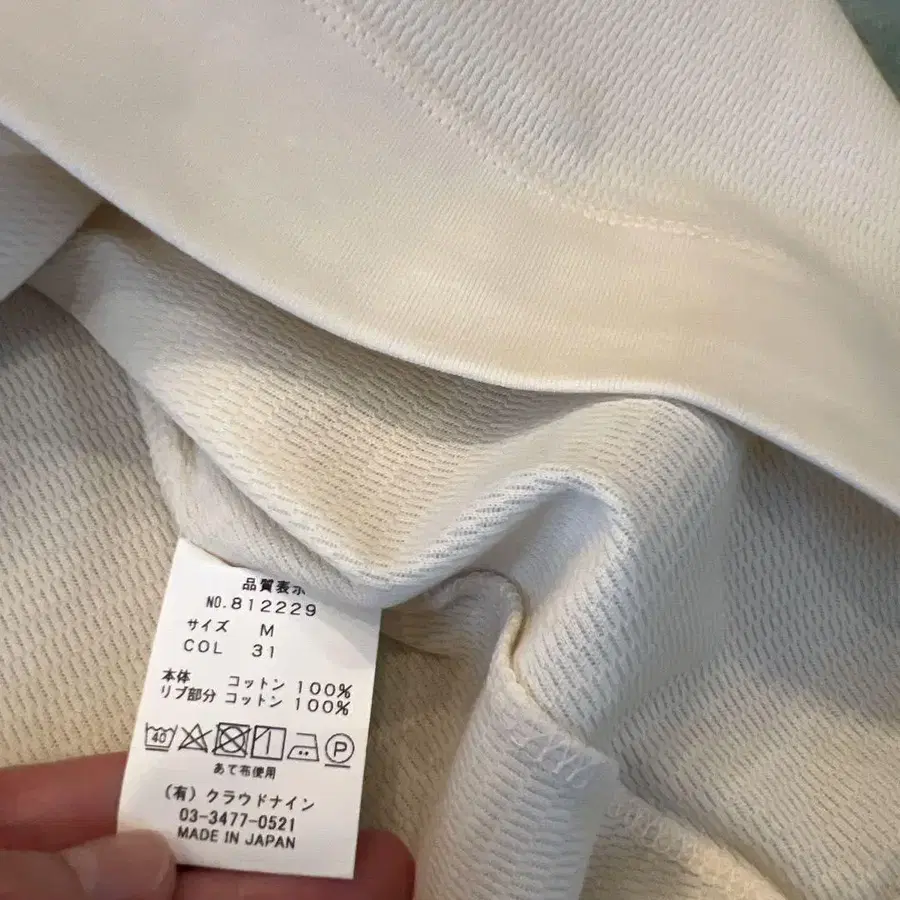 品質表示
NO. 812229
サイズ M
COL 31
本体 コットン 100%
リブ部分 コットン 100%
40 P
あて布使用
(有) クラウドナイン
03-3477-0521
MADE IN JAPAN